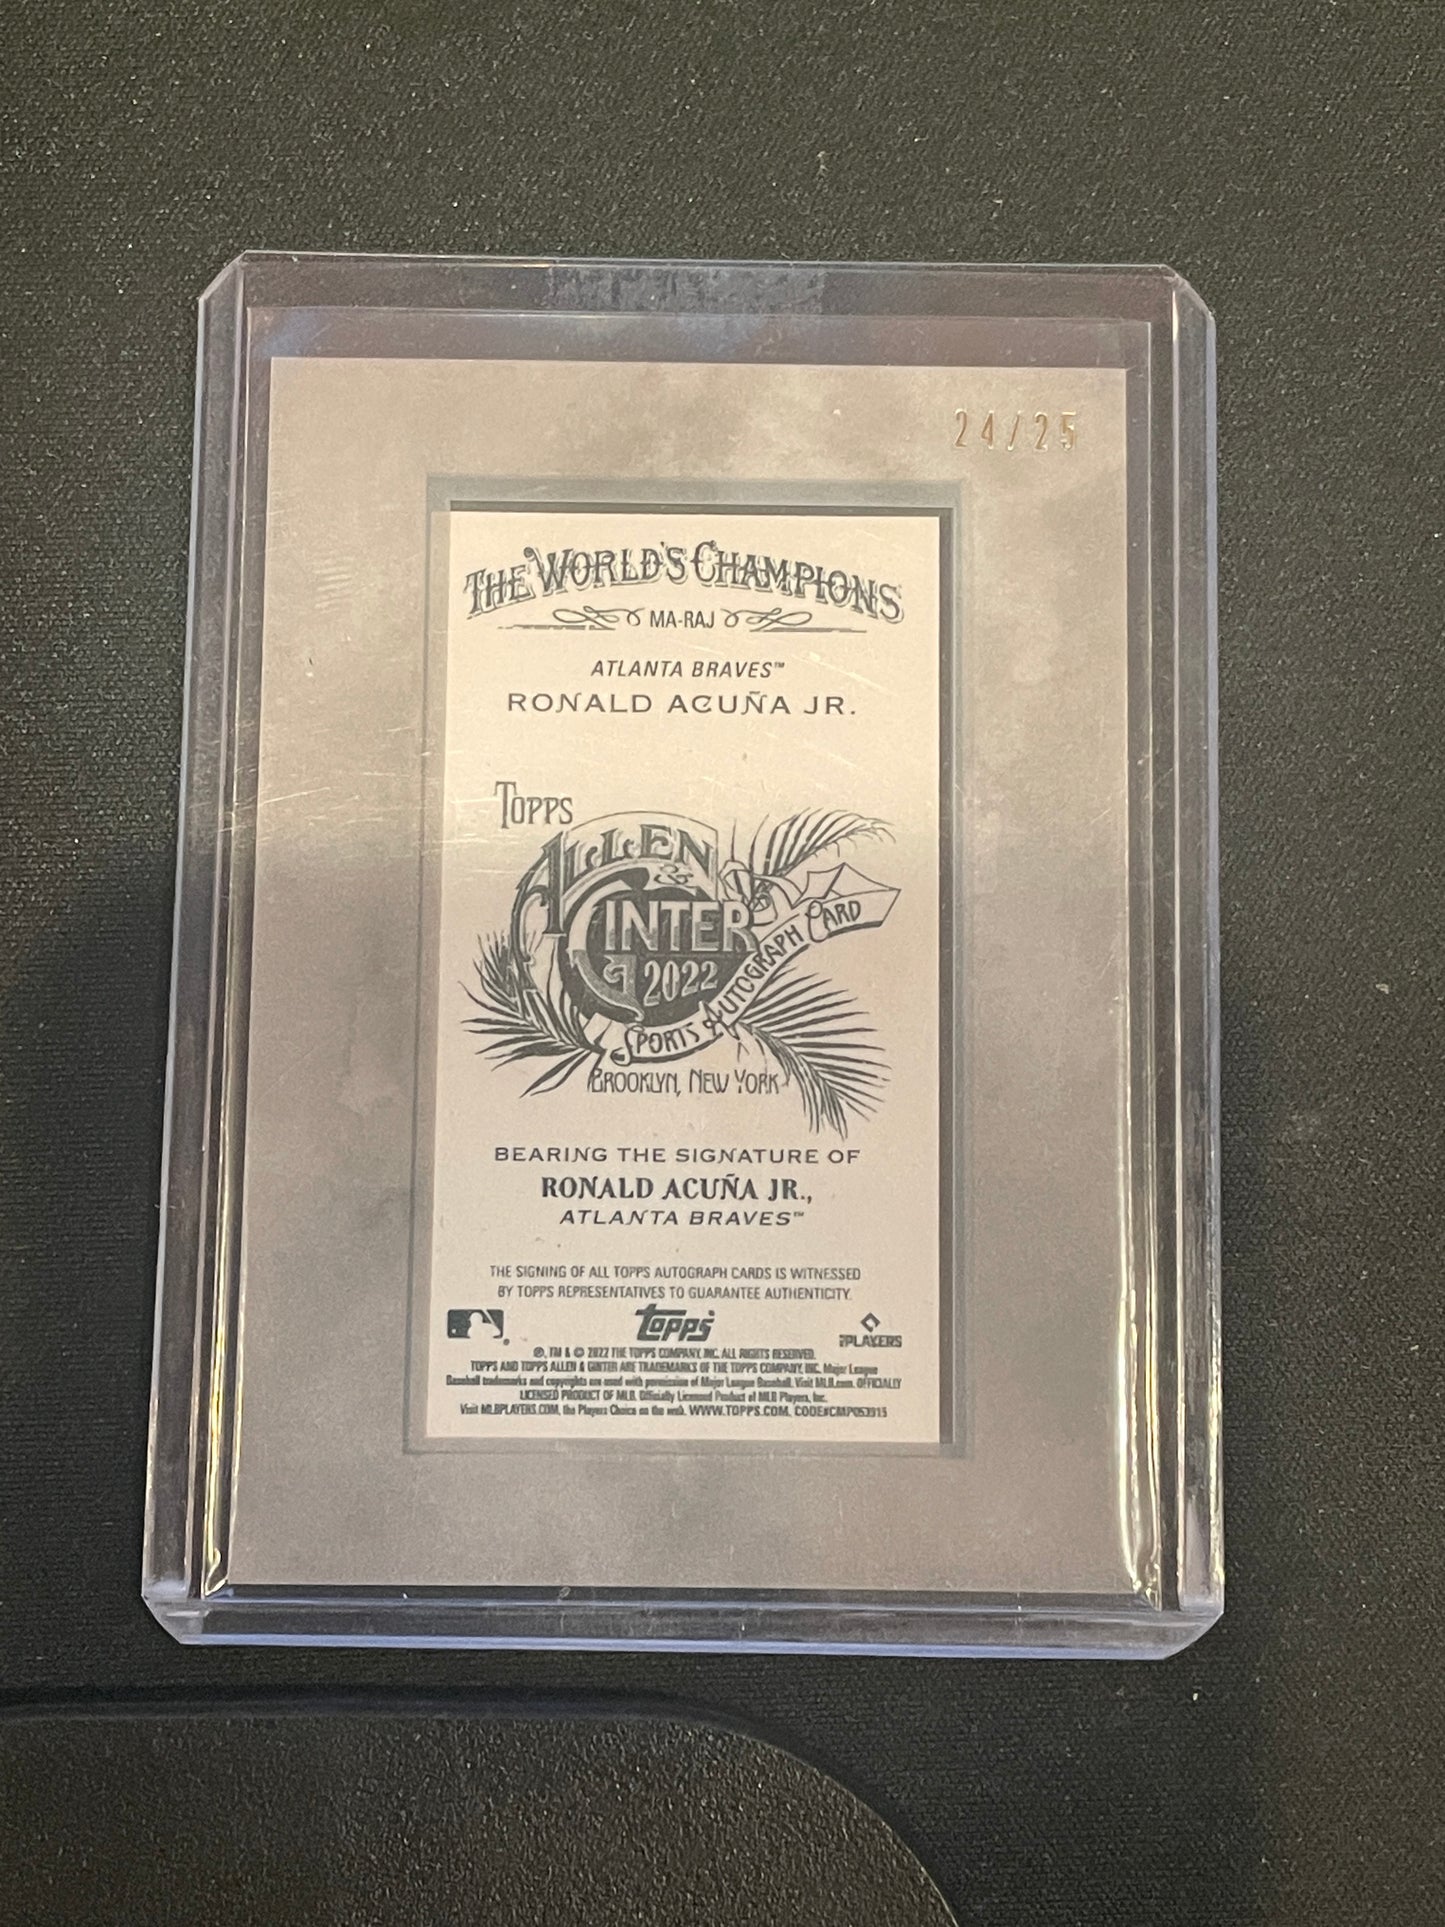 24/25
THE WORLD'S CHAMPIONS
MA-RAJ
ATLANTA BRAVES™
RONALD ACUÑA JR.
TOPPS
ALLEN
&
GINTER
2022
SPORTS AUTOGRAPH CARD
BROOKLYN, NEW YORK
BEARING THE SIGNATURE OF
RONALD ACUÑA JR.,
ATLANTA BRAVES™
THE SIGNING OF ALL TOPPS AUTOGRAPH CARDS IS WITNESSED
BY TOPPS REPRESENTATIVES TO GUARANTEE AUTHENTICITY.
topps
PLAYERS
®, TM & © 2022 THE TOPPS COMPANY, INC. ALL RIGHTS RESERVED.
TOPPS AND TOPPS ALLEN & GINTER ARE TRADEMARKS OF THE TOPPS COMPANY, INC. Major League
Baseball trademarks and copyrights are used with permission of Major League Baseball. Visit MLB.com. OFFICIALLY
LICENSED PRODUCT OF MLB. Officially Licensed Product of MLB Players, Inc.
Visit MLBPLAYERS.COM, the Players Choice on the web. WWW.TOPPS.COM. CODE#CMP053915